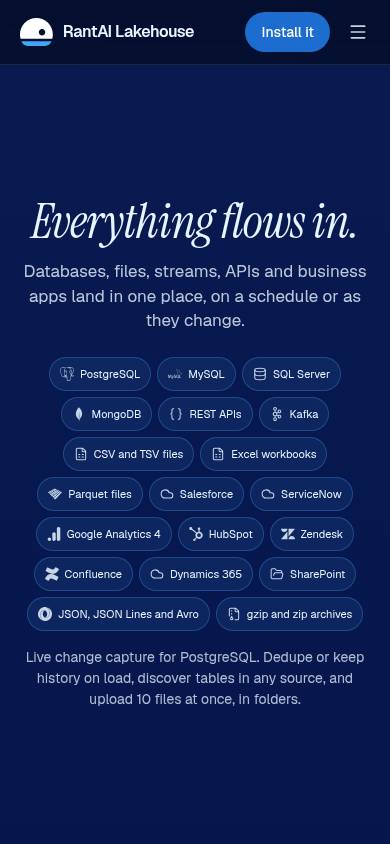 RantAI Lakehouse
Install it
Everything flows in.
Databases, files, streams, APIs and business
apps land in one place, on a schedule or as
they change.
PostgreSQL
MySQL
SQL Server
MongoDB
REST APIs
Kafka
CSV and TSV files
Excel workbooks
Parquet files
Salesforce
ServiceNow
Google Analytics 4
HubSpot
Zendesk
Confluence
Dynamics 365
SharePoint
JSON, JSON Lines and Avro
gzip and zip archives
Live change capture for PostgreSQL. Dedupe or keep
history on load, discover tables in any source, and
upload 10 files at once, in folders.